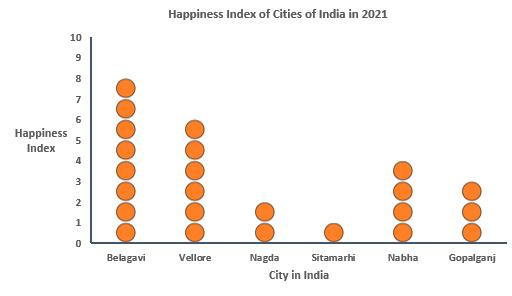 Happiness Index of Cities of India in 2021
10
9
8
7
6
5
4
3
2
1
0
Happiness
Index
Belagavi Vellore Nagda Sitamarhi Nabha Gopalganj
City in India